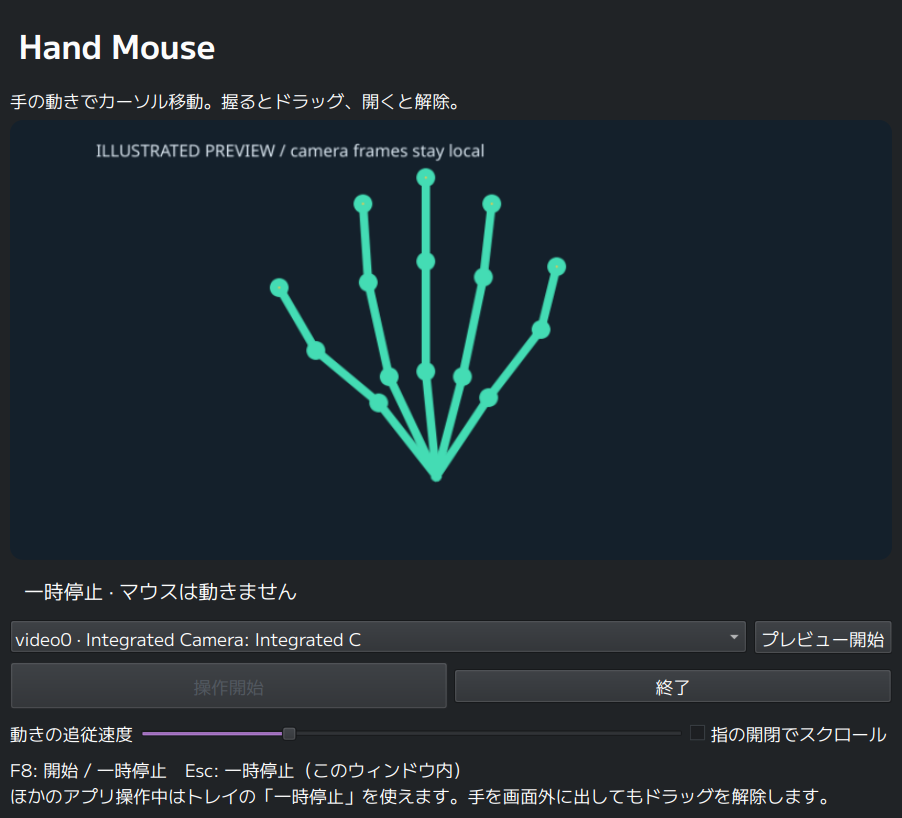 Hand Mouse
手の動きでカーソル移動。握るとドラッグ、開くと解除。
ILLUSTRATED PREVIEW / camera frames stay local
一時停止 · マウスは動きません
video0 · Integrated Camera: Integrated C
プレビュー開始
操作開始
終了
動きの追従速度
指の開閉でスクロール
F8: 開始 / 一時停止　Esc: 一時停止（このウィンドウ内）
ほかのアプリ操作中はトレイの「一時停止」を使えます。手を画面外に出してもドラッグを解除します。